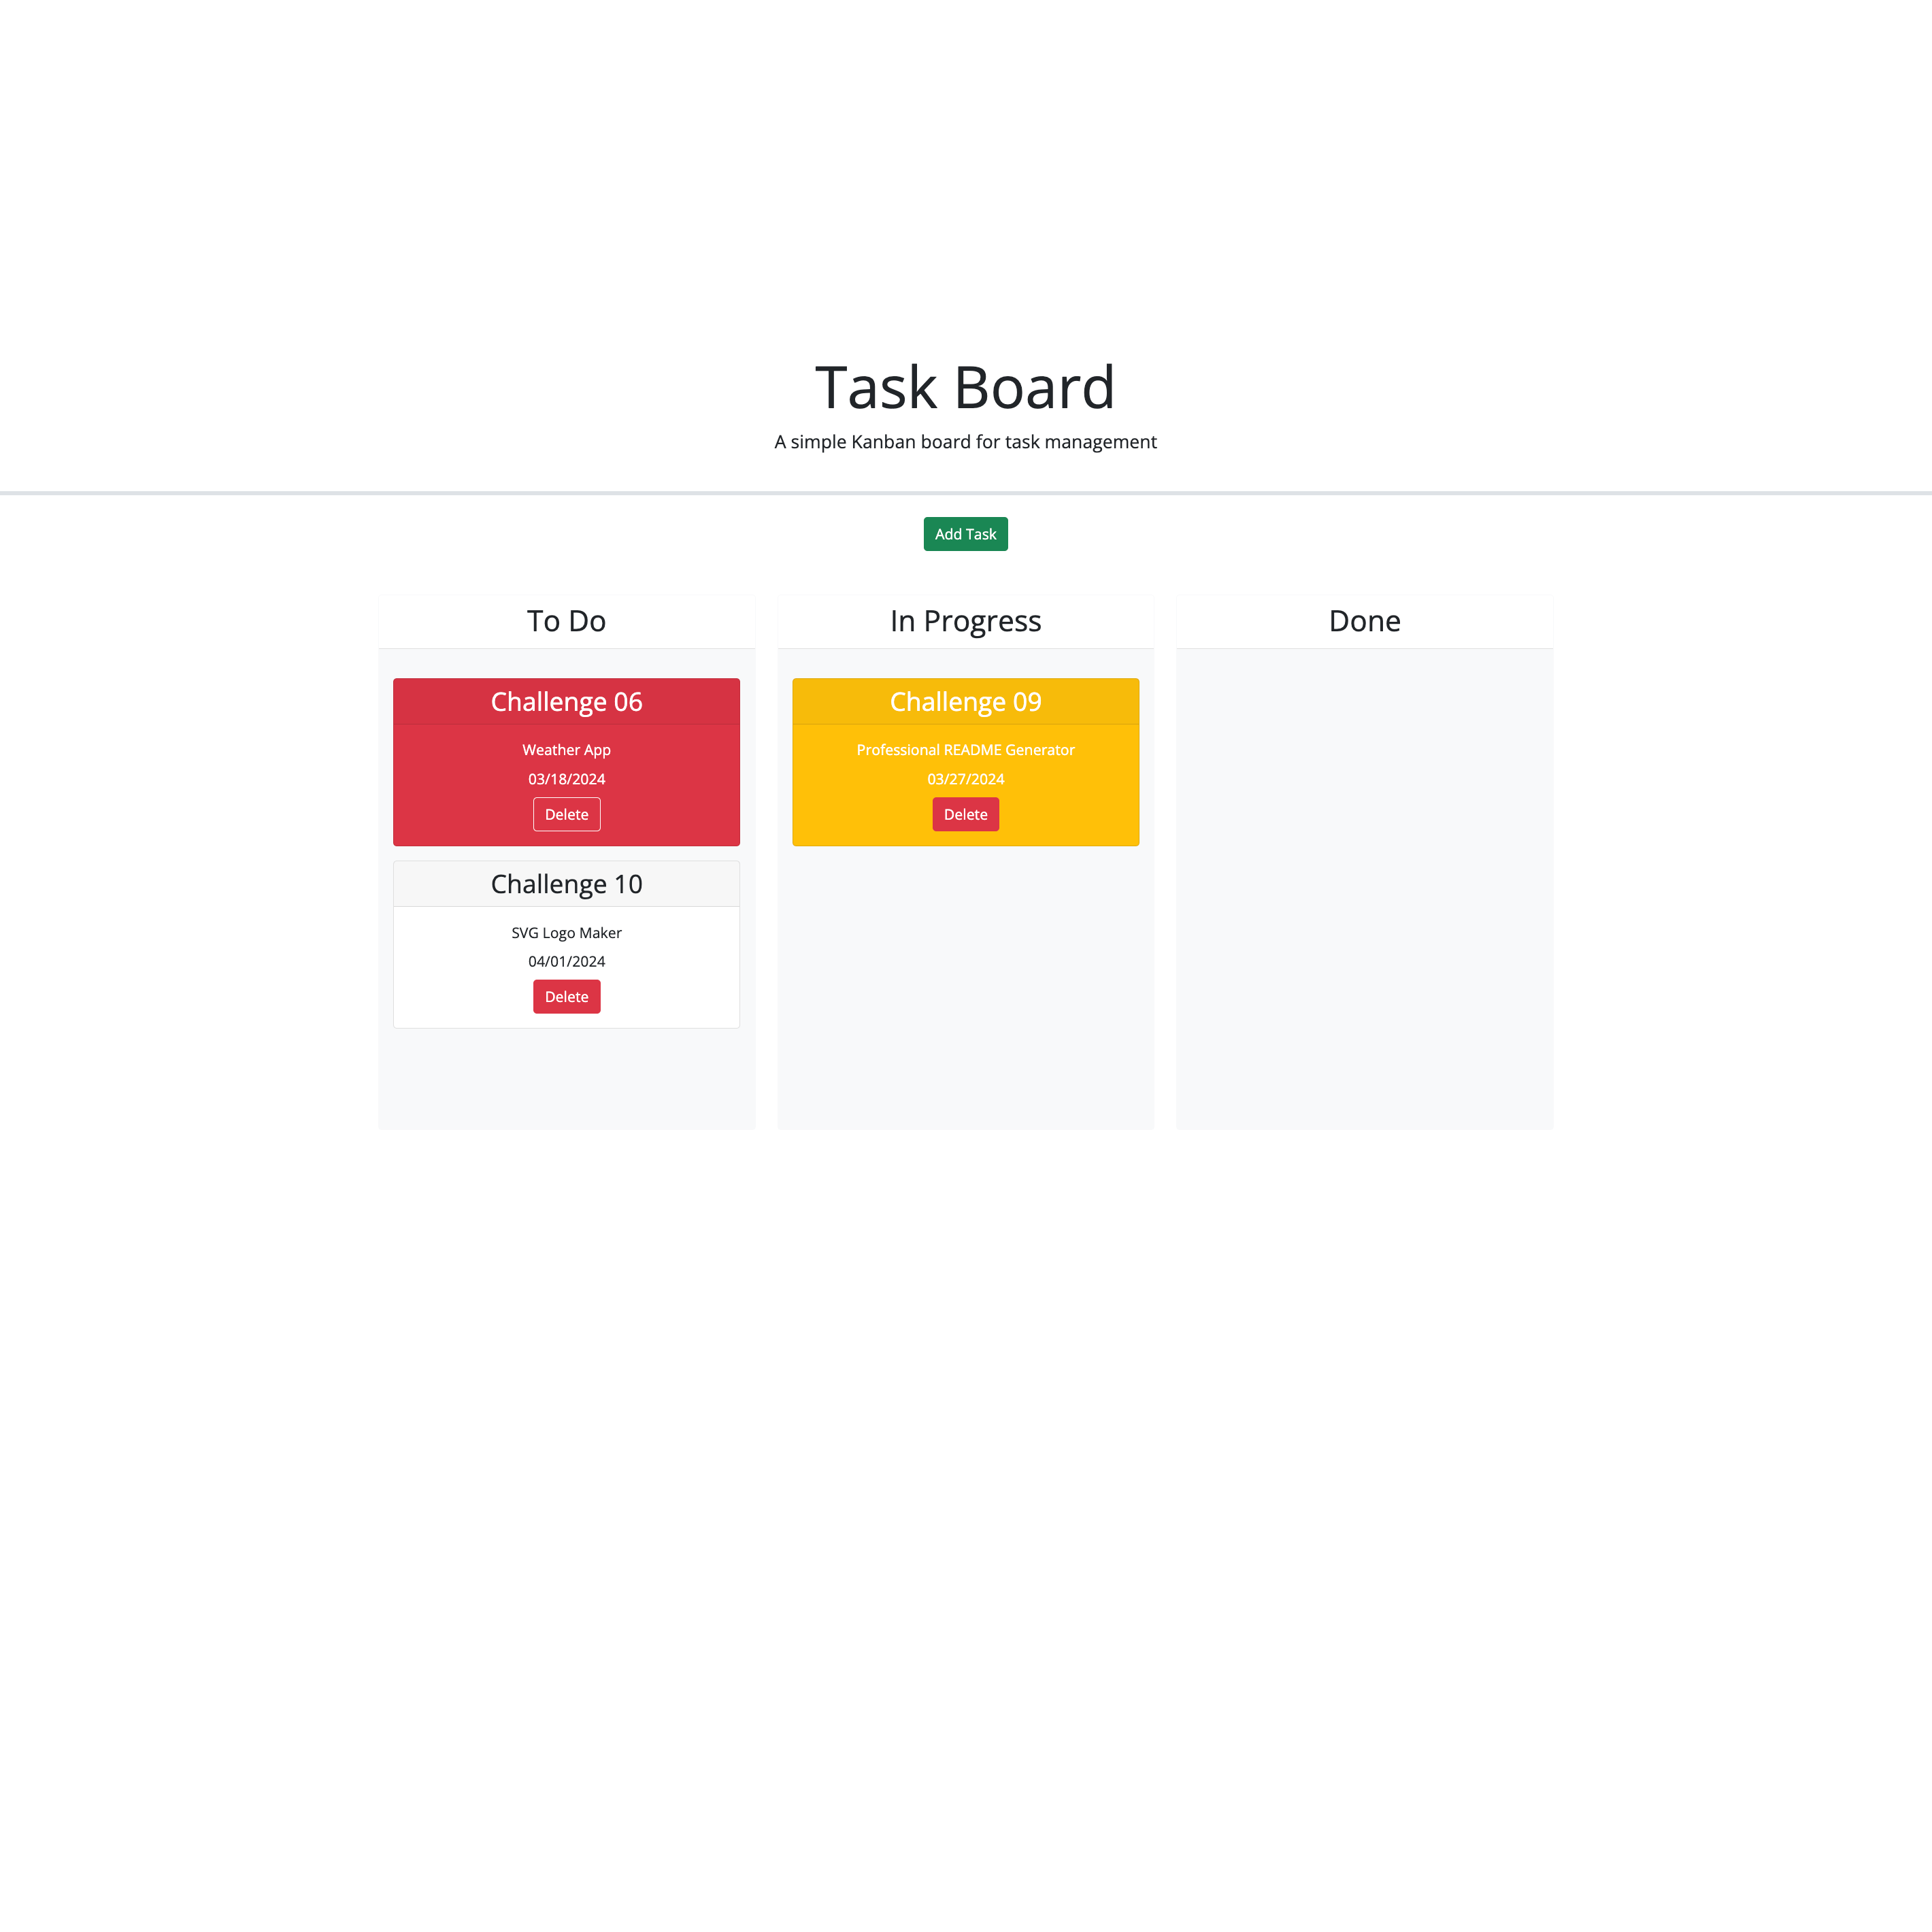 Task Board
A simple Kanban board for task management
Add Task
To Do
Challenge 06
Weather App
03/18/2024
Delete
Challenge 10
SVG Logo Maker
04/01/2024
Delete
In Progress
Challenge 09
Professional README Generator
03/27/2024
Delete
Done